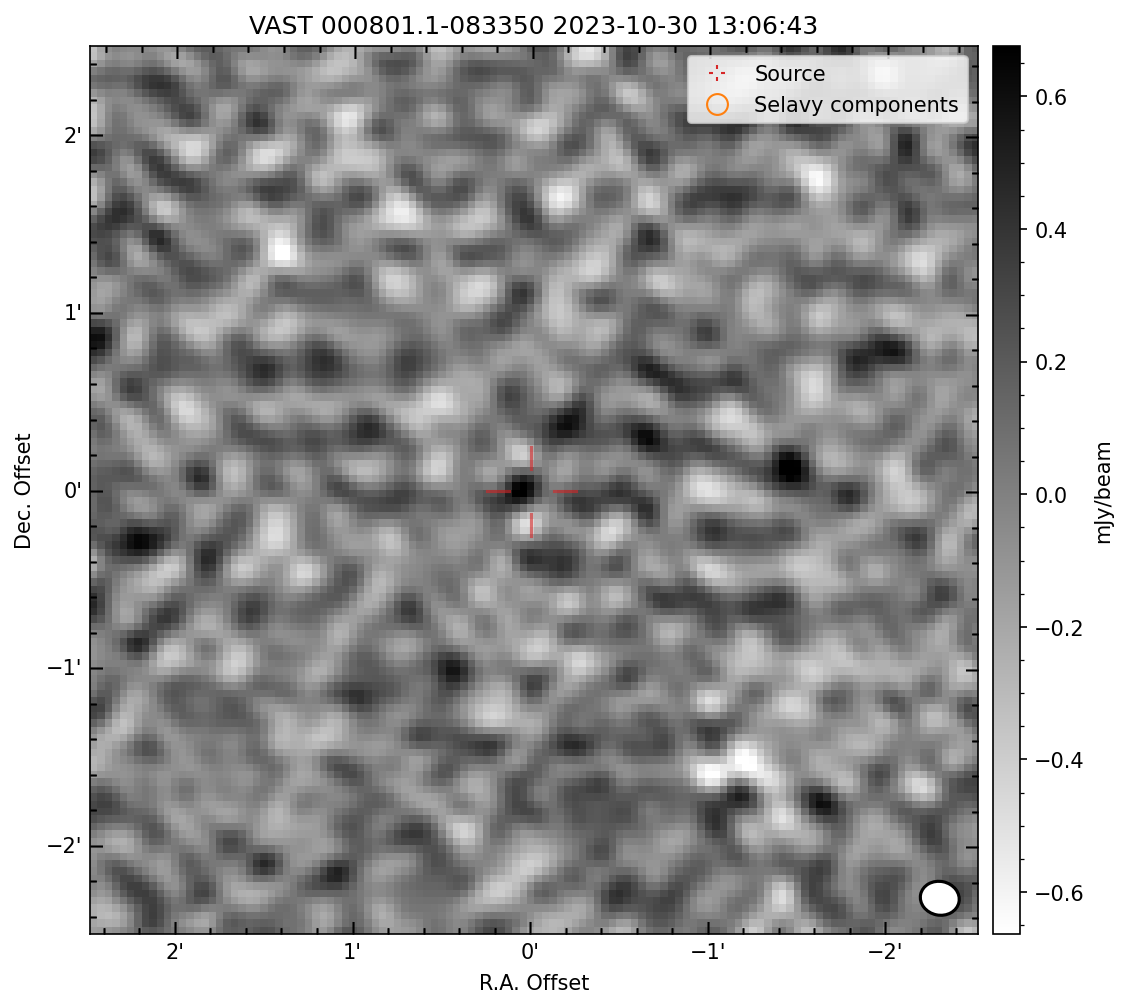 VAST 000801.1-083350 2023-10-30 13:06:43
Source
Selavy components
2'
1'
0'
−1'
−2'
Dec. Offset
2'
1'
0'
−1'
−2'
R.A. Offset
0.6
0.4
0.2
0.0
−0.2
−0.4
−0.6
mJy/beam